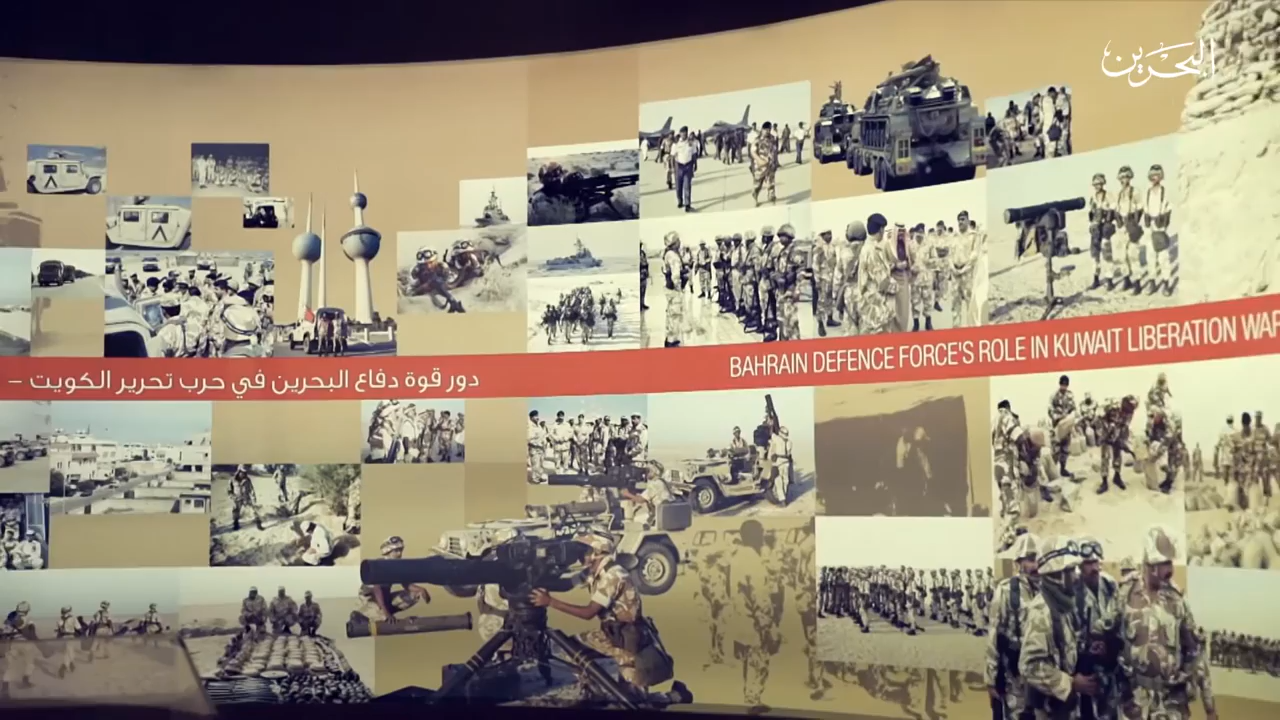 البحرين
BAHRAIN DEFENCE FORCE'S ROLE IN KUWAIT LIBERATION WAR
دور قوة دفاع البحرين في حرب تحرير الكويت –